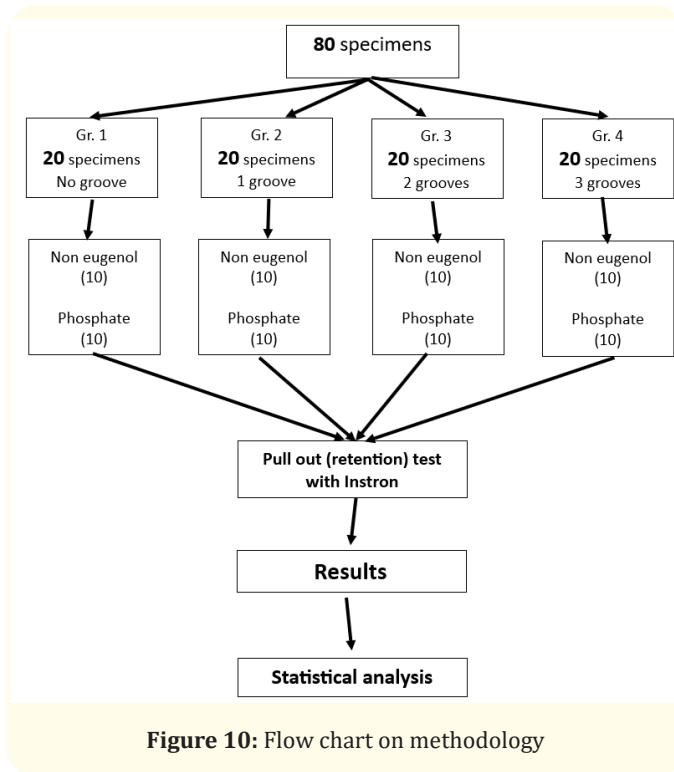 80 specimens
Gr. 1
20 specimens
No groove
Gr. 2
20 specimens
1 groove
Gr. 3
20 specimens
2 grooves
Gr. 4
20 specimens
3 grooves
Non eugenol
(10)
Phosphate
(10)
Non eugenol
(10)
Phosphate
(10)
Non eugenol
(10)
Phosphate
(10)
Non eugenol
(10)
Phosphate
(10)
Pull out (retention) test
with Instron
Results
Statistical analysis
Figure 10: Flow chart on methodology